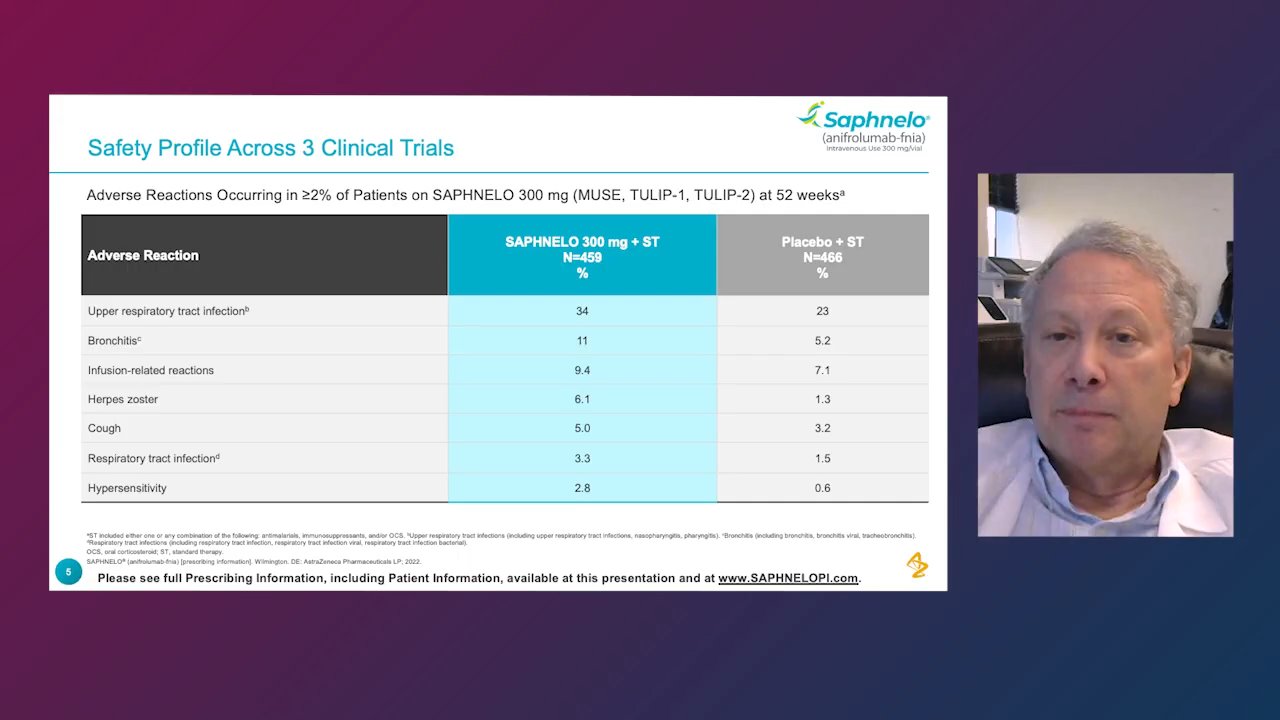 Saphnelo®
(anifrolumab-fnia)
Intravenous Use 300 mg/vial
Safety Profile Across 3 Clinical Trials
Adverse Reactions Occurring in ≥2% of Patients on SAPHNELO 300 mg (MUSE, TULIP-1, TULIP-2) at 52 weeksᵃ
Adverse Reaction
SAPHNELO 300 mg + ST
N=459
%
Placebo + ST
N=466
%
Upper respiratory tract infectionᵇ 34 23
Bronchitisᶜ 11 5.2
Infusion-related reactions 9.4 7.1
Herpes zoster 6.1 1.3
Cough 5.0 3.2
Respiratory tract infectionᵈ 3.3 1.5
Hypersensitivity 2.8 0.6
ᵃST included either one or any combination of the following: antimalarials, immunosuppressants, and/or OCS. ᵇUpper respiratory tract infections (including upper respiratory tract infections, nasopharyngitis, pharyngitis). ᶜBronchitis (including bronchitis, bronchitis viral, tracheobronchitis).
ᵈRespiratory tract infections (including respiratory tract infection, respiratory tract infection viral, respiratory tract infection bacterial).
OCS, oral corticosteroid; ST, standard therapy.
SAPHNELO® (anifrolumab-fnia) [prescribing information]. Wilmington. DE: AstraZeneca Pharmaceuticals LP; 2022.
5
Please see full Prescribing Information, including Patient Information, available at this presentation and at www.SAPHNELOPI.com.